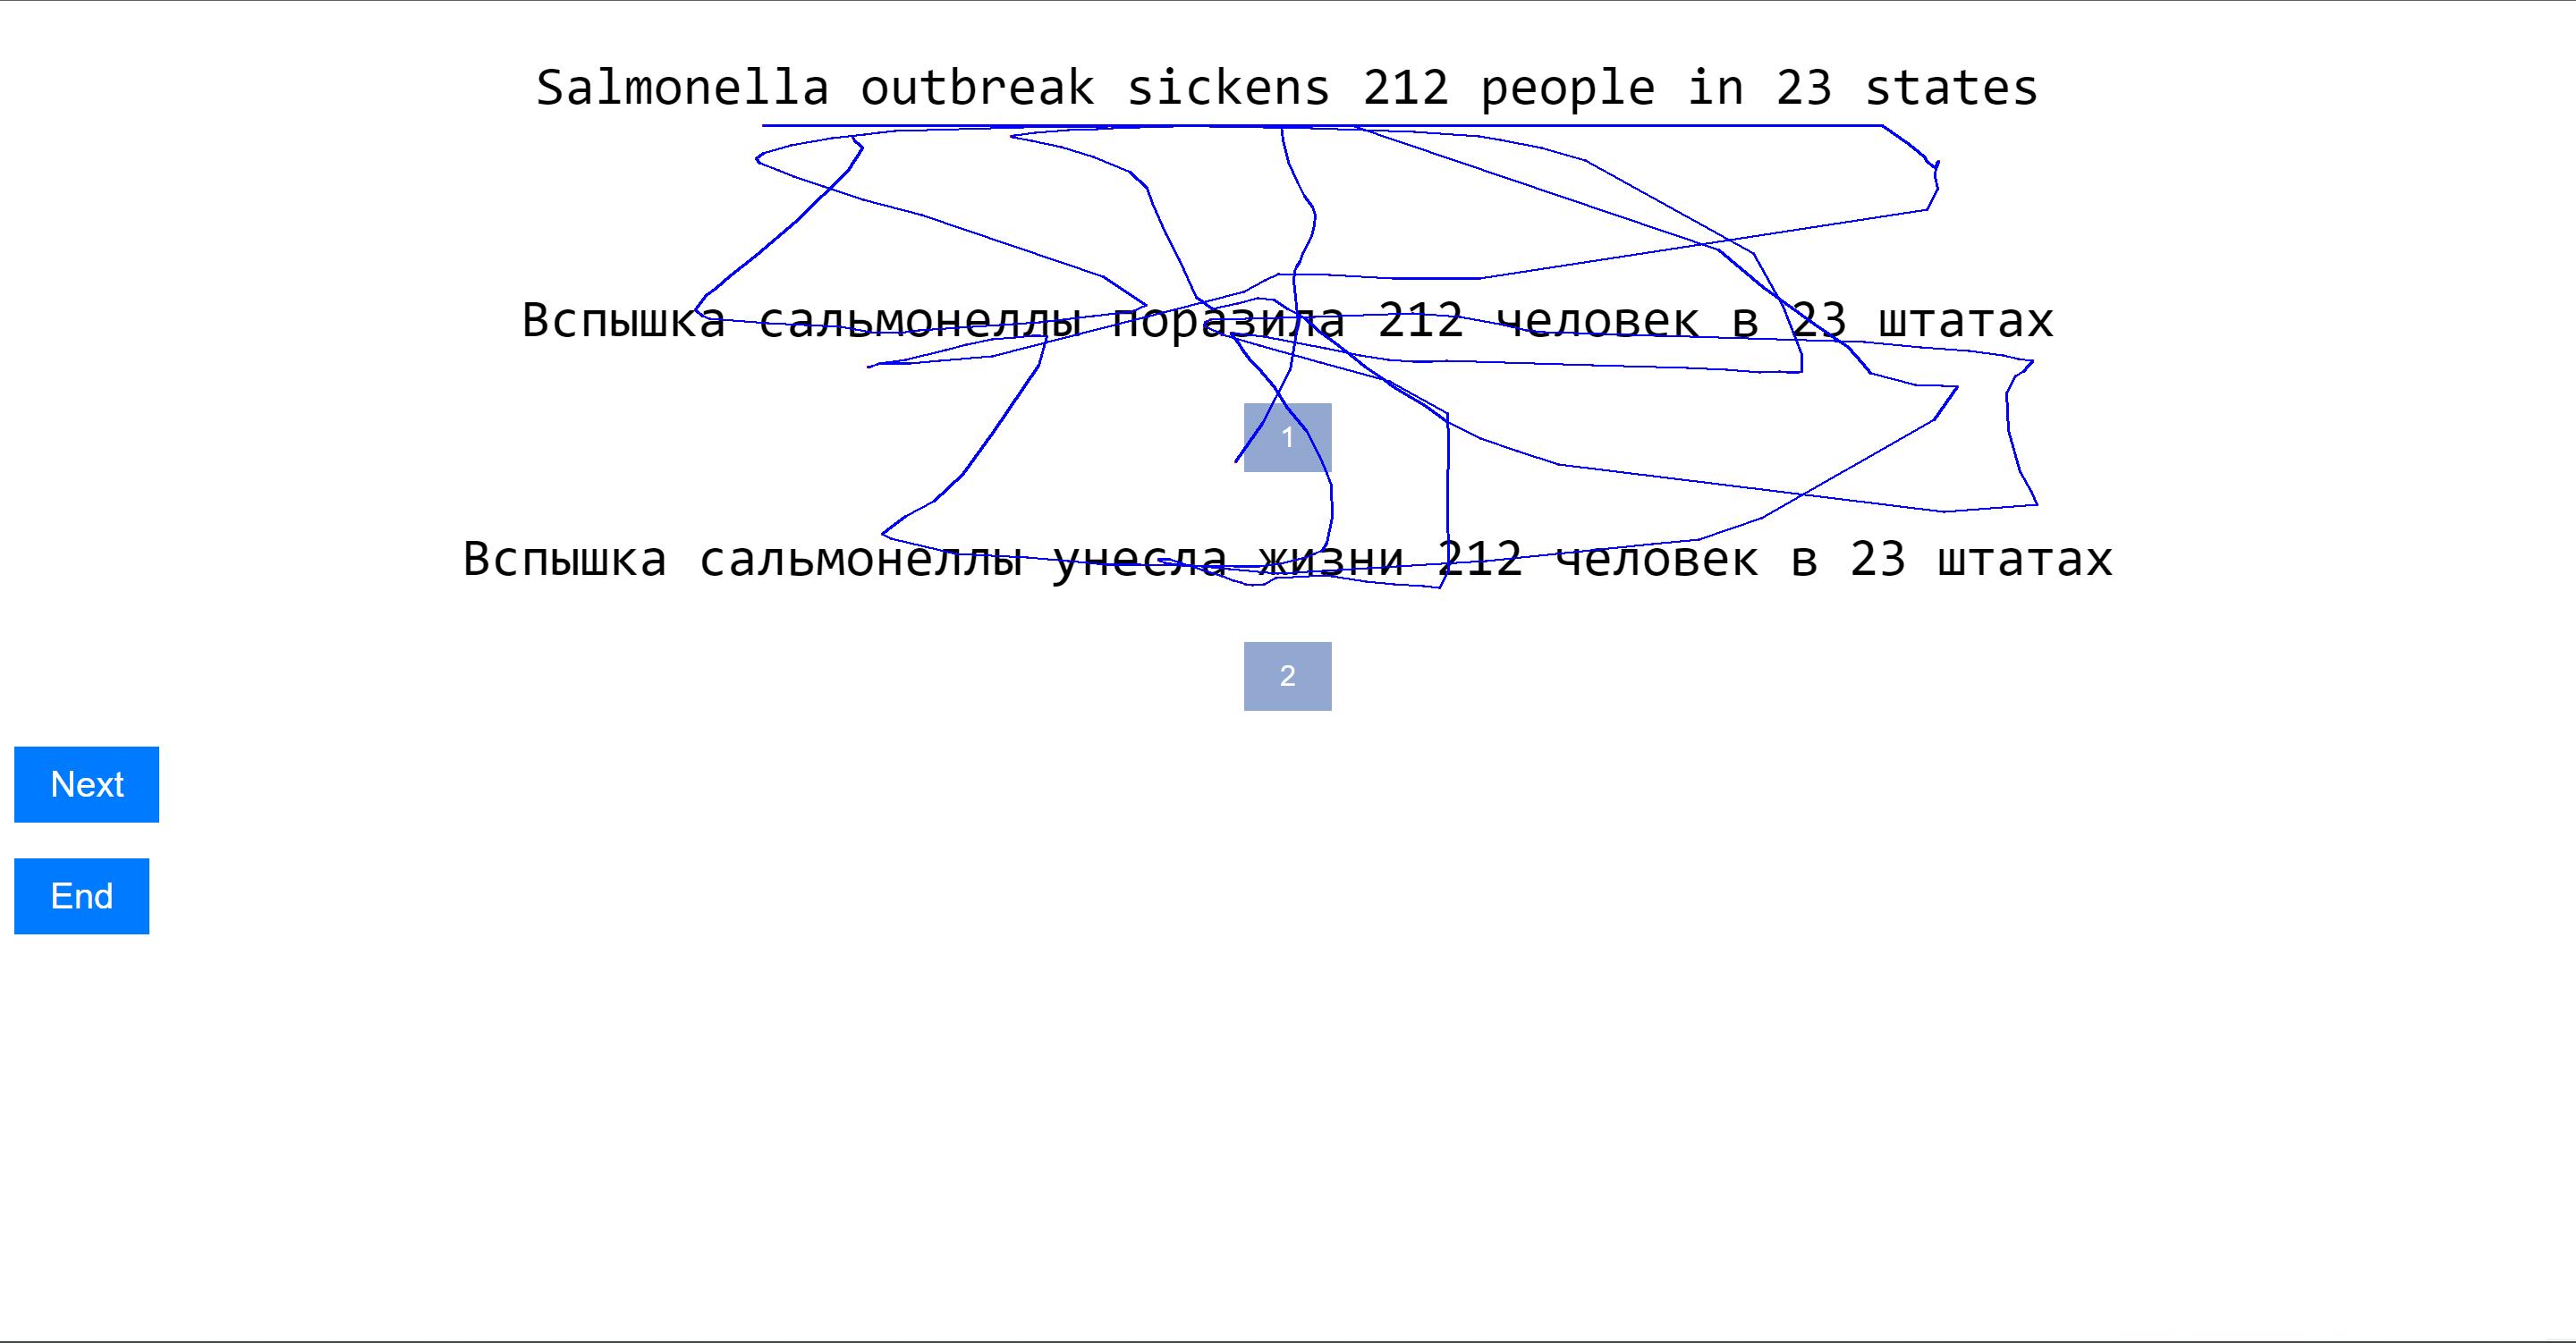 Salmonella outbreak sickens 212 people in 23 states
Вспышка сальмонеллы поразила 212 человек в 23 штатах
1
Вспышка сальмонеллы унесла жизни 212 человек в 23 штатах
2
Next
End